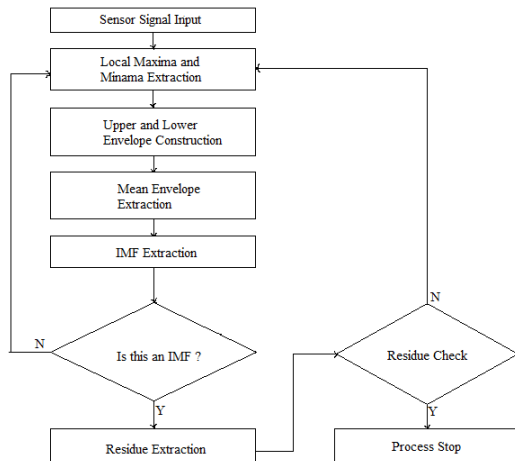 Sensor Signal Input
Local Maxima and
Minama Extraction
Upper and Lower
Envelope Construction
Mean Envelope
Extraction
IMF Extraction
N
Is this an IMF ?
Y
Residue Extraction
N
Residue Check
Y
Process Stop